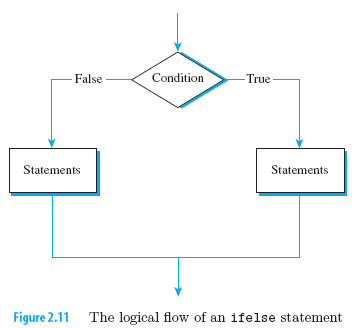 False
Condition
True
Statements
Statements
Figure 2.11 The logical flow of an ifelse statement